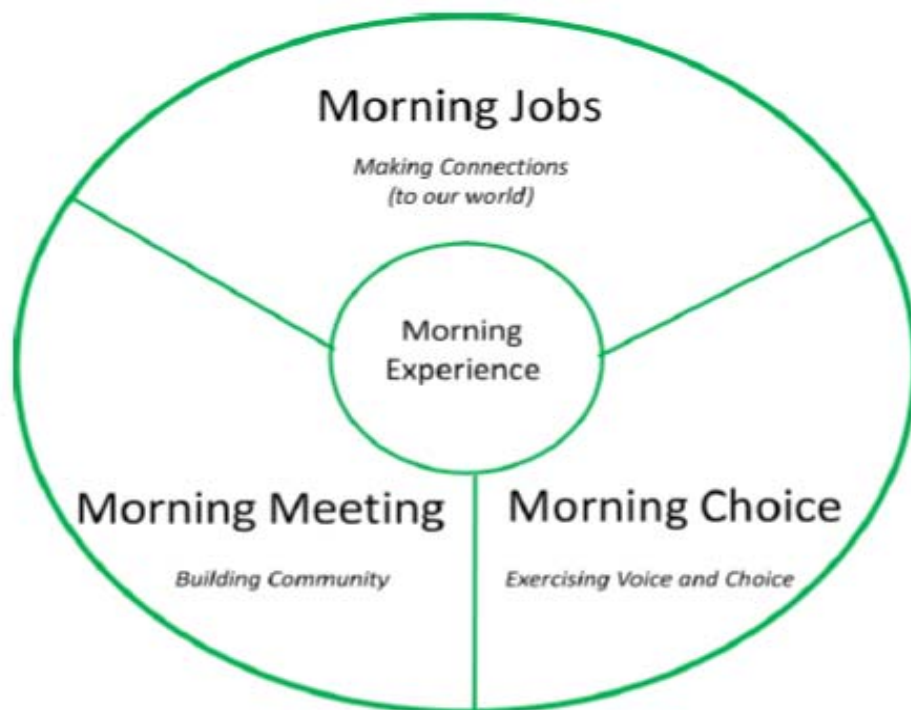 Morning Jobs
Making Connections
(to our world)
Morning
Experience
Morning Meeting
Building Community
Morning Choice
Exercising Voice and Choice